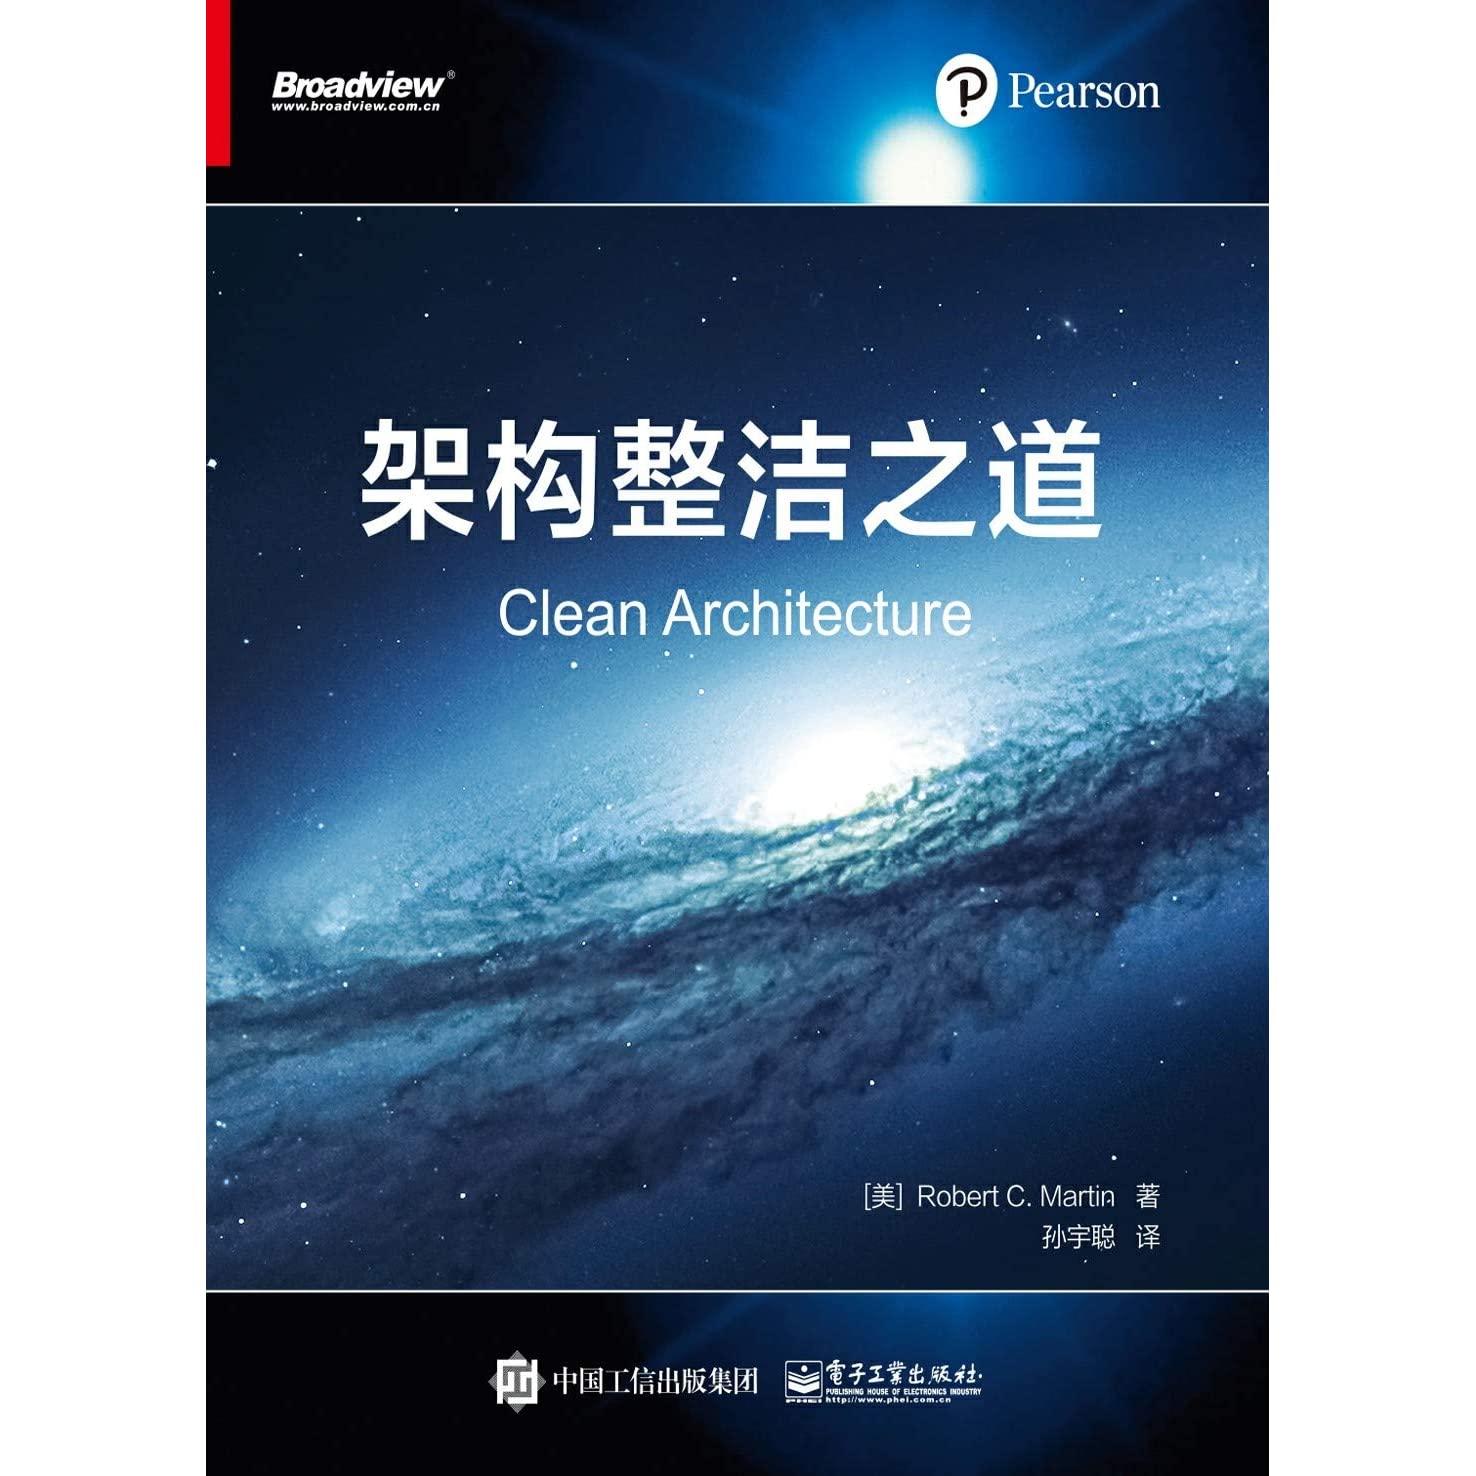 Broadview®
www.broadview.com.cn
Pearson
架构整洁之道
Clean Architecture
[美] Robert C. Martin 著
孙宇聪 译
中国工信出版集团
電子工業出版社·
PUBLISHING HOUSE OF ELECTRONICS INDUSTRY
PHEI http://www.phei.com.cn